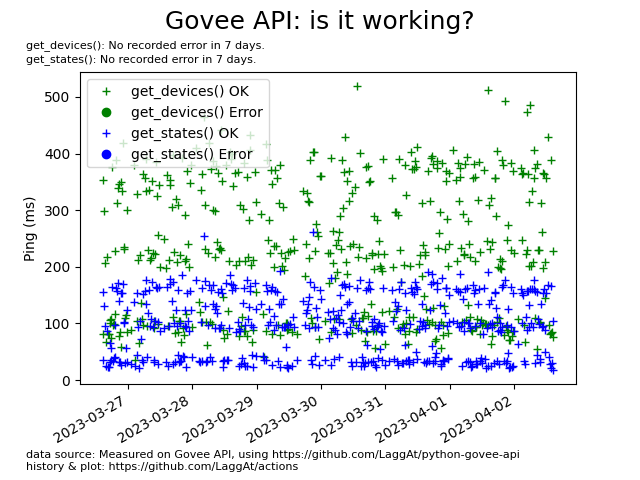 Govee API: is it working?
get_devices(): No recorded error in 7 days.
get_states(): No recorded error in 7 days.
get_devices() OK
get_devices() Error
get_states() OK
get_states() Error
Ping (ms)
500
400
300
200
100
0
2023-03-27
2023-03-28
2023-03-29
2023-03-30
2023-03-31
2023-04-01
2023-04-02
data source: Measured on Govee API, using https://github.com/LaggAt/python-govee-api
history & plot: https://github.com/LaggAt/actions